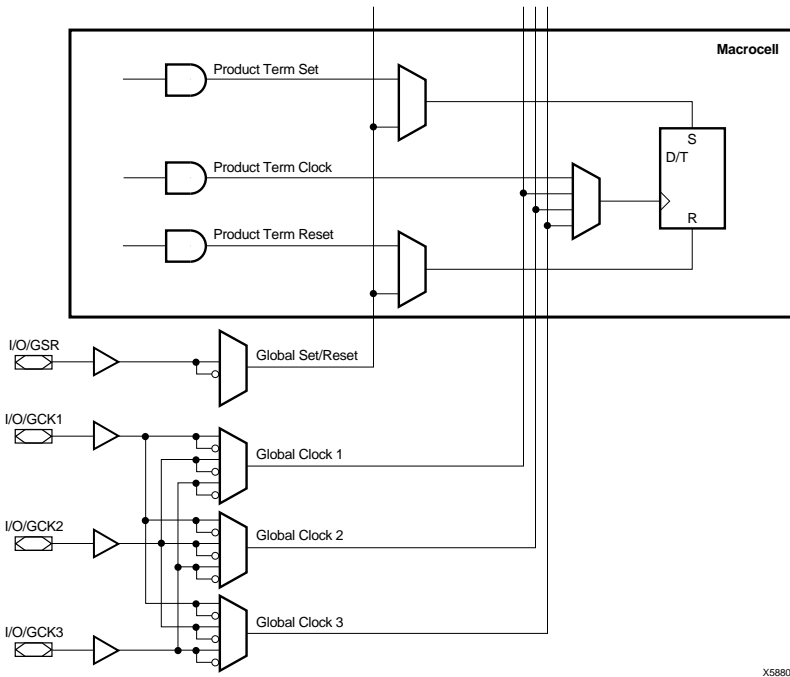 Macrocell
Product Term Set
S
D/T
Product Term Clock
R
Product Term Reset
I/O/GSR
Global Set/Reset
I/O/GCK1
Global Clock 1
I/O/GCK2
Global Clock 2
I/O/GCK3
Global Clock 3
X5880